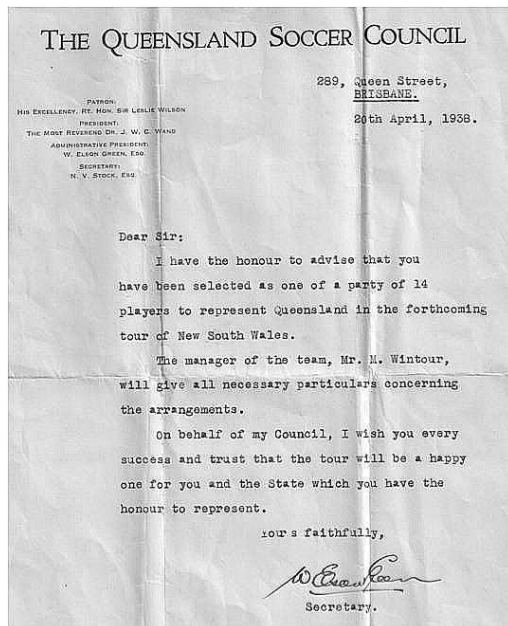 THE QUEENSLAND SOCCER COUNCIL
289, Queen Street,
BRISBANE.
20th April, 1938.
PATRON:
HIS EXCELLENCY, RT. HON. SIR LESLIE WILSON
PRESIDENT:
THE MOST REVEREND DR. J. W. C. WAND
ADMINISTRATIVE PRESIDENT:
W. ELSON GREEN, ESQ.
SECRETARY:
N. V. STOCK, ESQ.
Dear Sir:
I have the honour to advise that you
have been selected as one of a party of 14
players to represent Queensland in the forthcoming
tour of New South Wales.
The manager of the team, Mr. M. Wintour,
will give all necessary particulars concerning
the arrangements.
On behalf of my Council, I wish you every
success and trust that the tour will be a happy
one for you and the State which you have the
honour to represent.
Yours faithfully,
W Elson Green
Secretary.